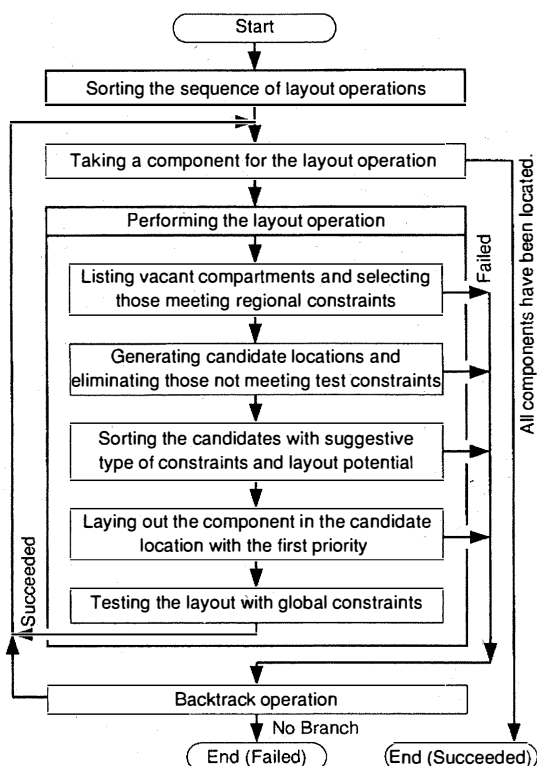 Start
Sorting the sequence of layout operations
Taking a component for the layout operation
Performing the layout operation
Listing vacant compartments and selecting
those meeting regional constraints
Generating candidate locations and
eliminating those not meeting test constraints
Sorting the candidates with suggestive
type of constraints and layout potential
Laying out the component in the candidate
location with the first priority
Testing the layout with global constraints
Succeeded
Failed
All components have been located.
Backtrack operation
No Branch
End (Failed)
End (Succeeded)